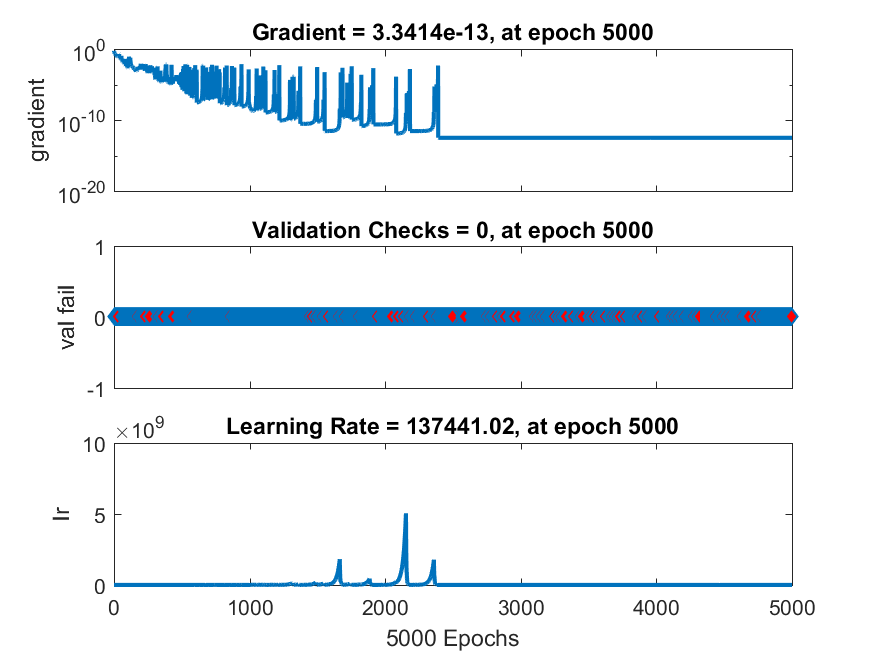 Gradient = 3.3414e-13, at epoch 5000
gradient
10^0
10^-10
10^-20
Validation Checks = 0, at epoch 5000
val fail
1
0
-1
Learning Rate = 137441.02, at epoch 5000
×10^9
lr
10
5
0
0 1000 2000 3000 4000 5000
5000 Epochs